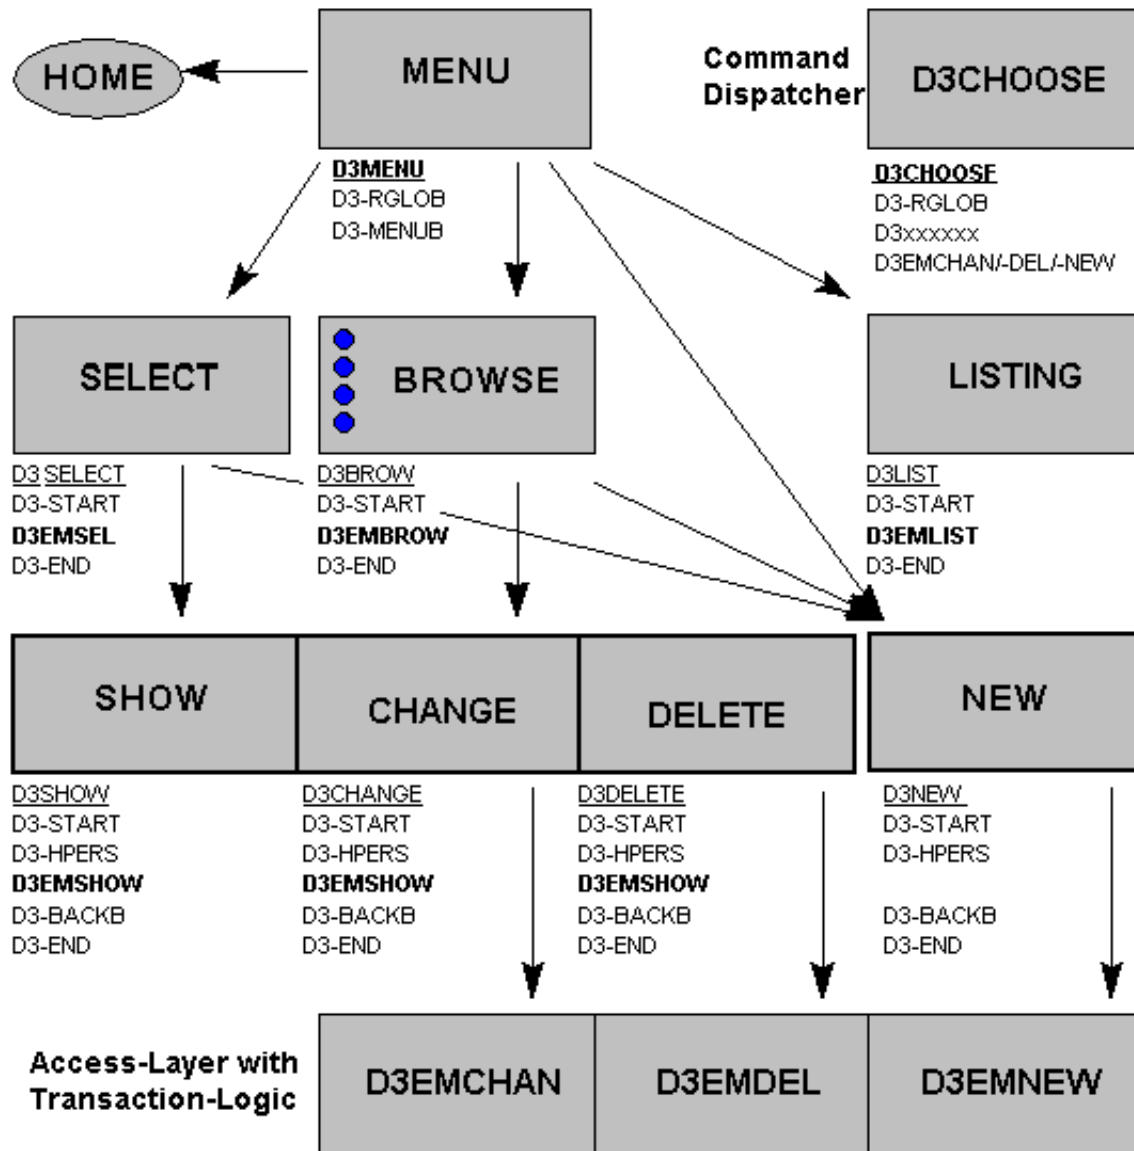 HOME
MENU
Command
Dispatcher
D3CHOOSE
D3MENU
D3-RGLOB
D3-MENUB
D3CHOOSE
D3-RGLOB
D3xxxxxx
D3EMCHAN/-DEL/-NEW
SELECT
BROWSE
LISTING
D3 SELECT
D3-START
D3EMSEL
D3-END
D3BROW
D3-START
D3EMBROW
D3-END
D3LIST
D3-START
D3EMLIST
D3-END
SHOW
CHANGE
DELETE
NEW
D3SHOW
D3-START
D3-HPERS
D3EMSHOW
D3-BACKB
D3-END
D3CHANGE
D3-START
D3-HPERS
D3EMSHOW
D3-BACKB
D3-END
D3DELETE
D3-START
D3-HPERS
D3EMSHOW
D3-BACKB
D3-END
D3NEW
D3-START
D3-HPERS
D3-BACKB
D3-END
Access-Layer with
Transaction-Logic
D3EMCHAN
D3EMDEL
D3EMNEW